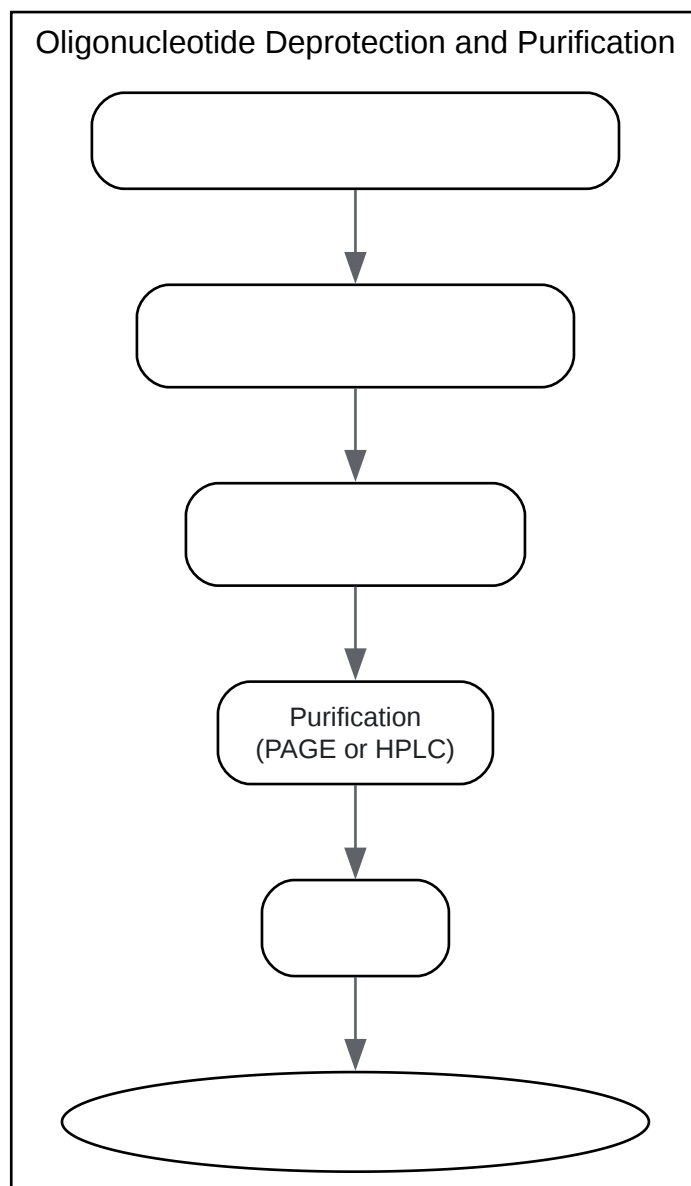 Oligonucleotide Deprotection and Purification
Purification
(PAGE or HPLC)